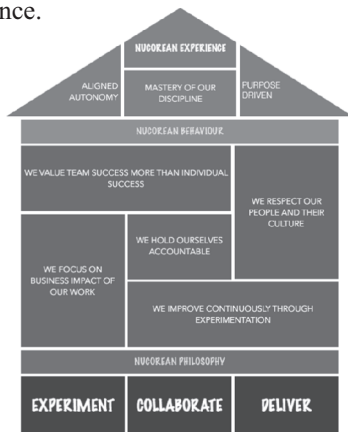 nce.
NUCOREAN EXPERIENCE
ALIGNED
AUTONOMY
MASTERY OF OUR
DISCIPLINE
PURPOSE
DRIVEN
NUCOREAN BEHAVIOUR
WE VALUE TEAM SUCCESS MORE THAN INDIVIDUAL
SUCCESS
WE RESPECT OUR
PEOPLE AND THEIR
CULTURE
WE HOLD OURSELVES
ACCOUNTABLE
WE FOCUS ON
BUSINESS IMPACT OF
OUR WORK
WE IMPROVE CONTINUOUSLY THROUGH
EXPERIMENTATION
NUCOREAN PHILOSOPHY
EXPERIMENT
COLLABORATE
DELIVER